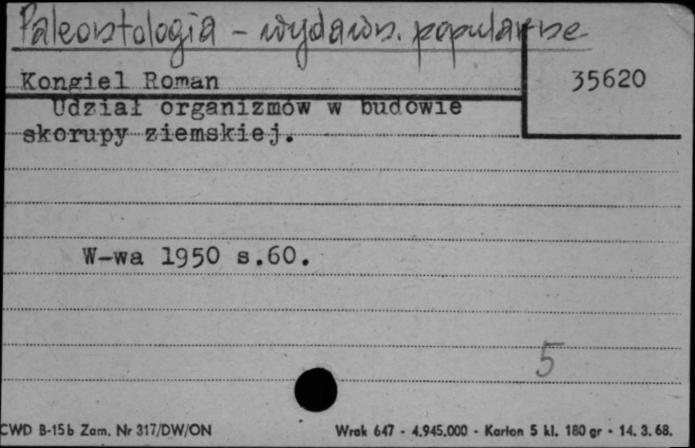 Paleontologia - wydawn. popularne
Kongiel Roman
35620
Udział organizmów w budowie
skorupy ziemskiej.
W-wa 1950 s.60.
5
CWD B-15b Zam. Nr 317/DW/ON
Wrak 647 - 4.945.000 - Karton 5 kl. 180 gr - 14. 3. 68.